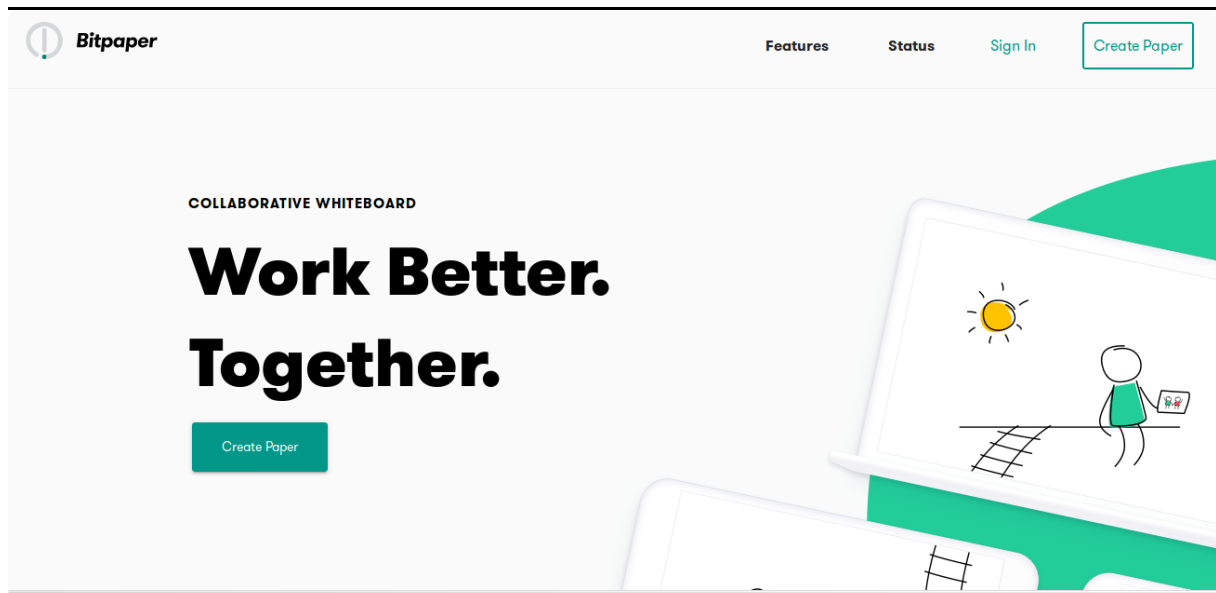 Bitpaper
Features
Status
Sign In
Create Paper
COLLABORATIVE WHITEBOARD
Work Better.
Together.
Create Paper